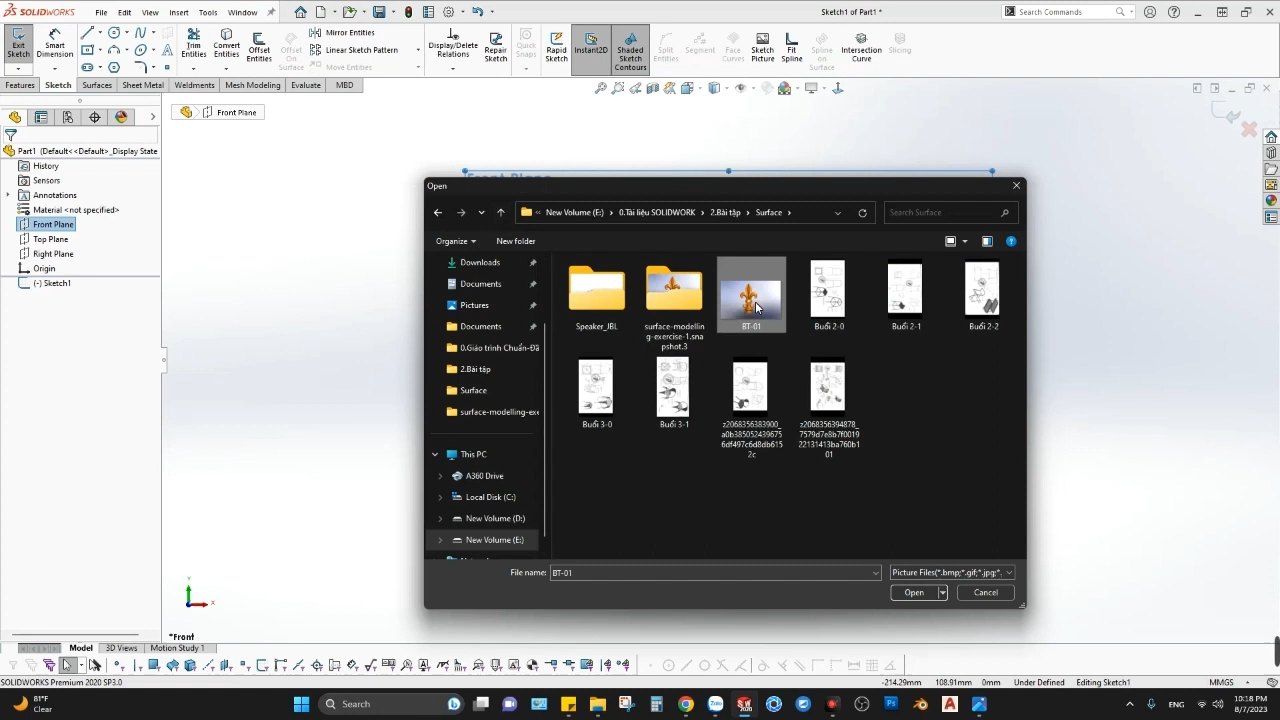 SOLIDWORKS
File
Edit
View
Insert
Tools
Window
Sketch1 of Part1 *
Search Commands
Exit Sketch
Smart Dimension
Trim Entities
Convert Entities
Offset Entities
Offset On Surface
Mirror Entities
Linear Sketch Pattern
Move Entities
Display/Delete Relations
Repair Sketch
Quick Snaps
Rapid Sketch
Instant2D
Shaded Sketch Contours
Split Entities
Segment
Face Curves
Sketch Picture
Fit Spline
Spline on Surface
Intersection Curve
Slicing
Features
Sketch
Surfaces
Sheet Metal
Weldments
Mesh Modeling
Evaluate
MBD
Front Plane
Part1 (Default<<Default>_Display State
History
Sensors
Annotations
Material <not specified>
Front Plane
Top Plane
Right Plane
Origin
(-) Sketch1
Open
« New Volume (E:) > 0.Tài liệu SOLIDWORK > 2.Bài tập > Surface >
Search Surface
Organize
New folder
Downloads
Documents
Pictures
Documents
0.Giáo trình Chuẩn-Đã
2.Bài tập
Surface
surface-modelling-exe
This PC
A360 Drive
Local Disk (C:)
New Volume (D:)
New Volume (E:)
Speaker_JBL
surface-modelling-exercise-1.snapshot.3
BT-01
Buổi 2-0
Buổi 2-1
Buổi 2-2
Buổi 3-0
Buổi 3-1
File name:
BT-01
Picture Files(*.bmp;*.gif;*.jpg;*.
Open
Cancel
Y
X
*Front
Model
3D Views
Motion Study 1
SOLIDWORKS Premium 2020 SP3.0
-214.29mm
108.91mm
0mm
Under Defined
Editing Sketch1
MMGS
81°F
Clear
Search
ENG
10:18 PM
8/7/2023